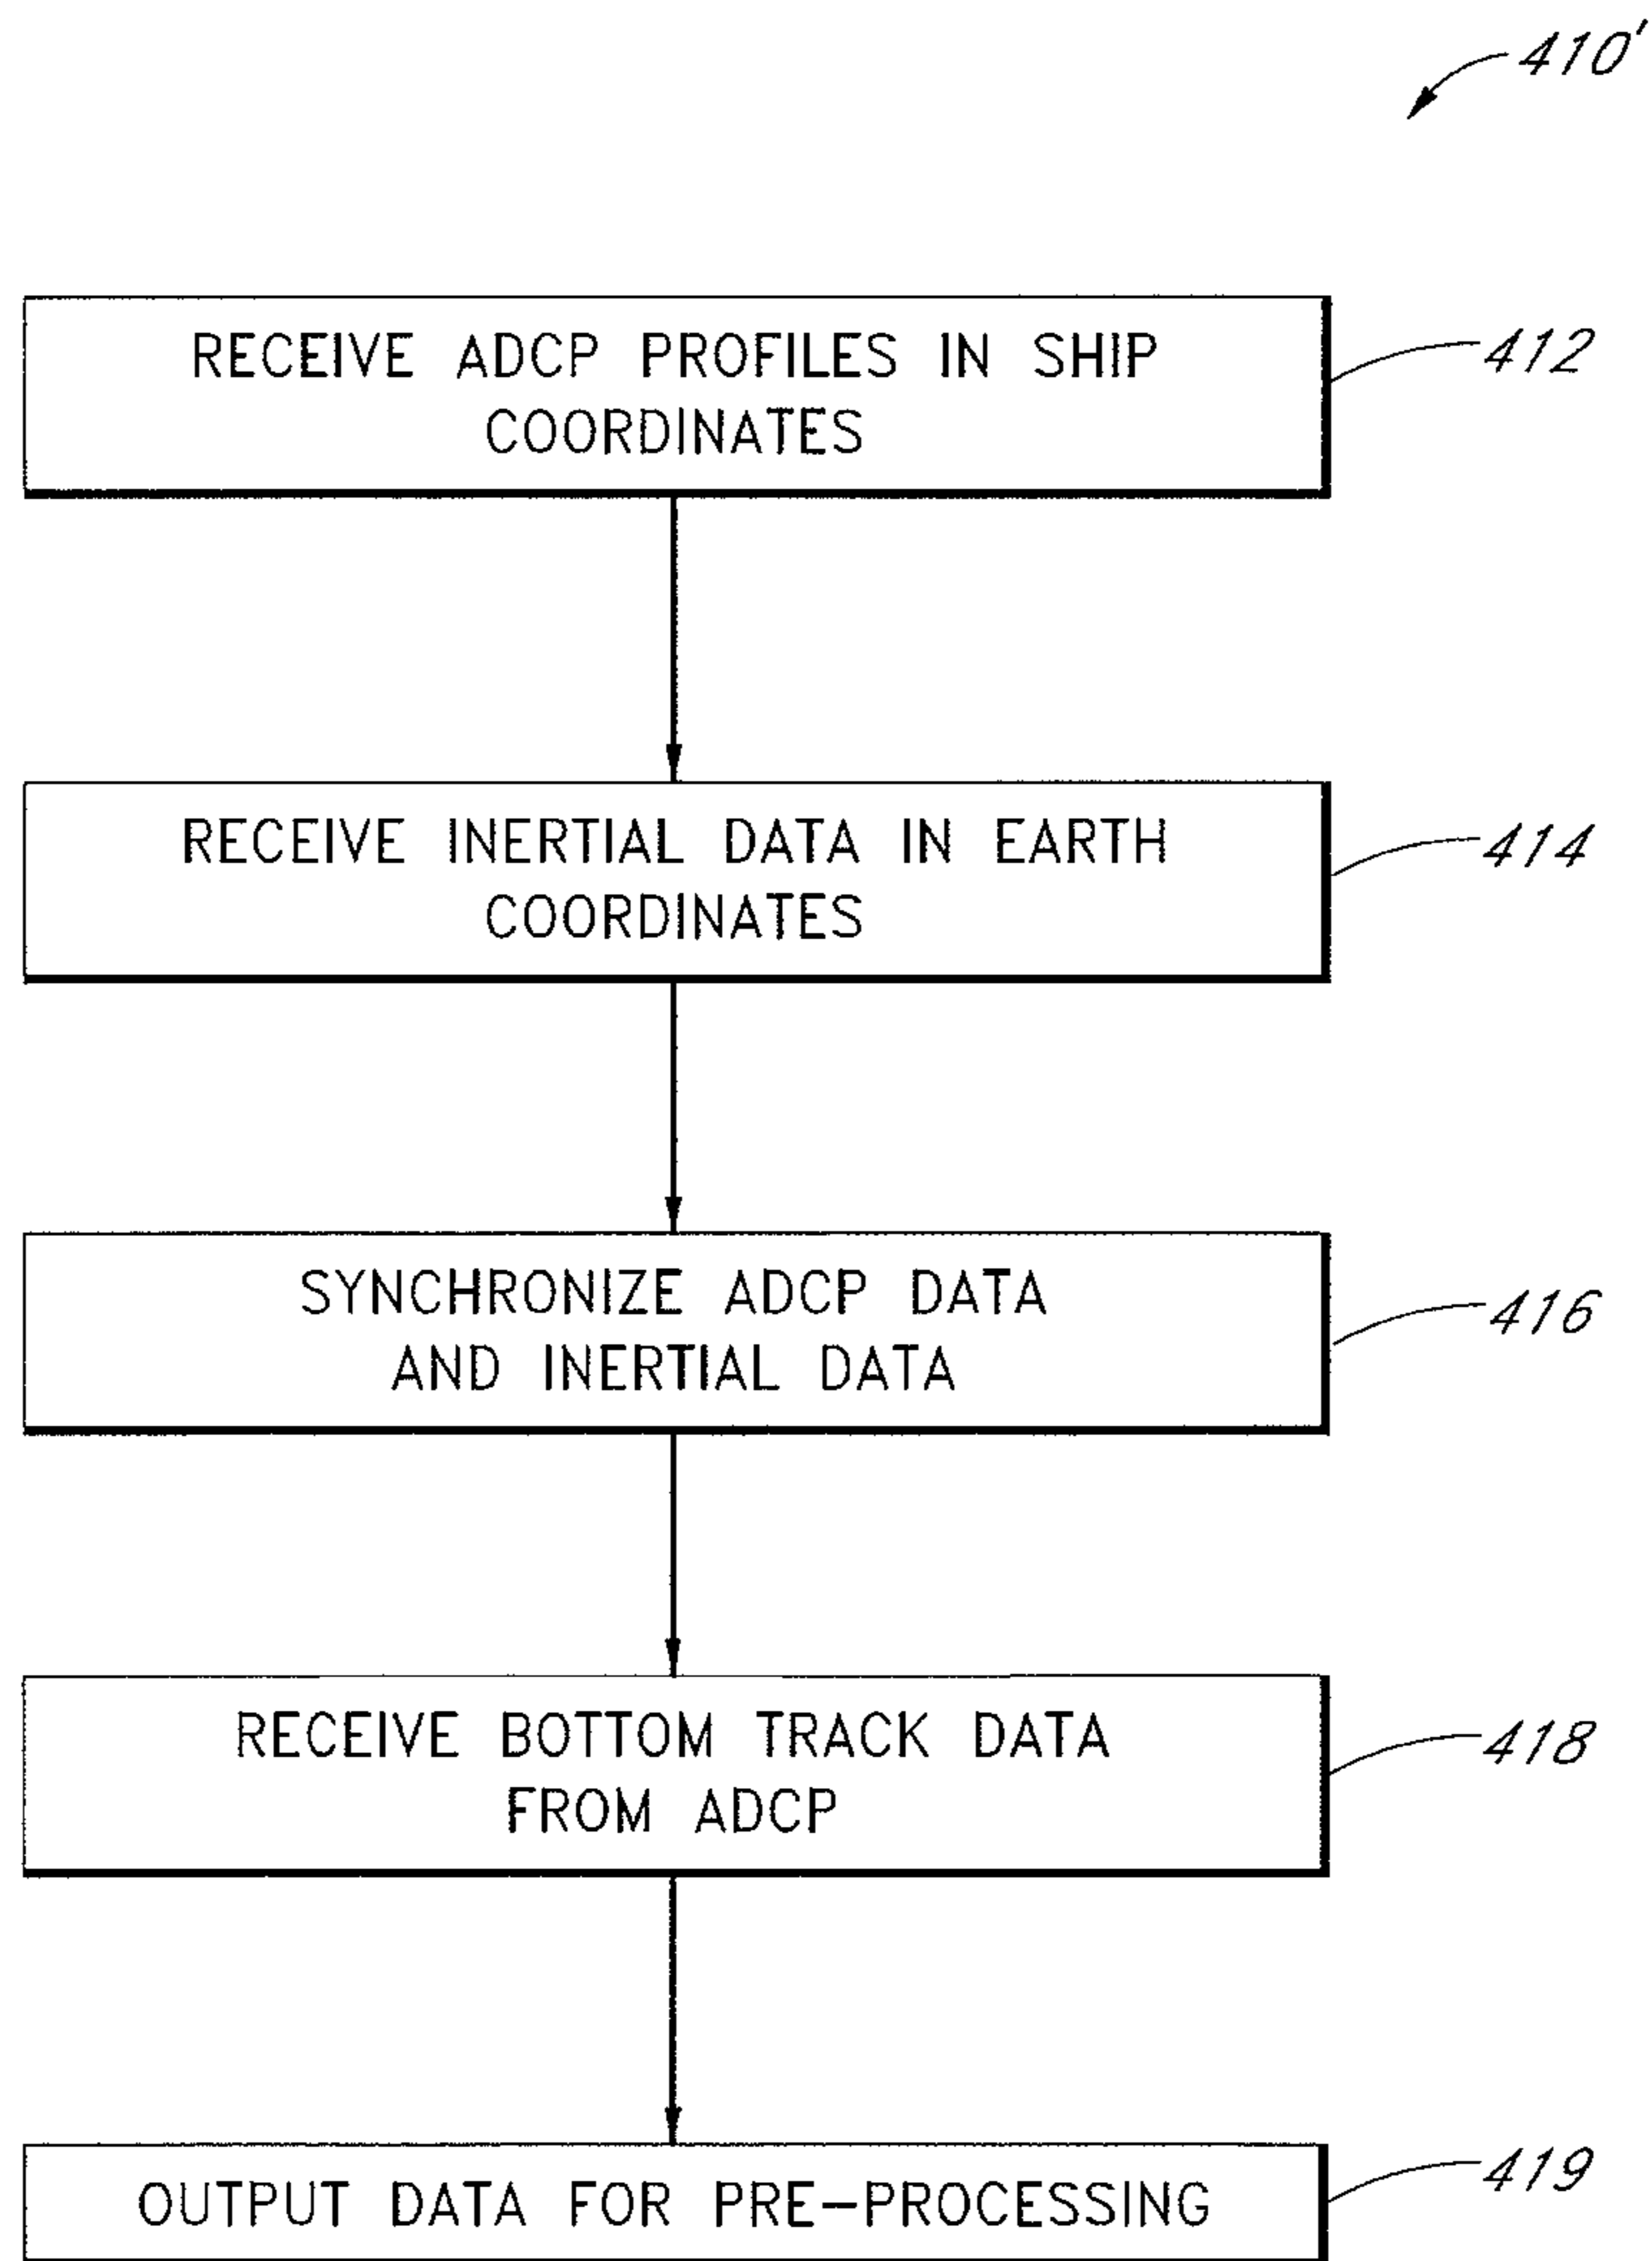 410'
RECEIVE ADCP PROFILES IN SHIP
COORDINATES
412
RECEIVE INERTIAL DATA IN EARTH
COORDINATES
414
SYNCHRONIZE ADCP DATA
AND INERTIAL DATA
416
RECEIVE BOTTOM TRACK DATA
FROM ADCP
418
OUTPUT DATA FOR PRE-PROCESSING
419